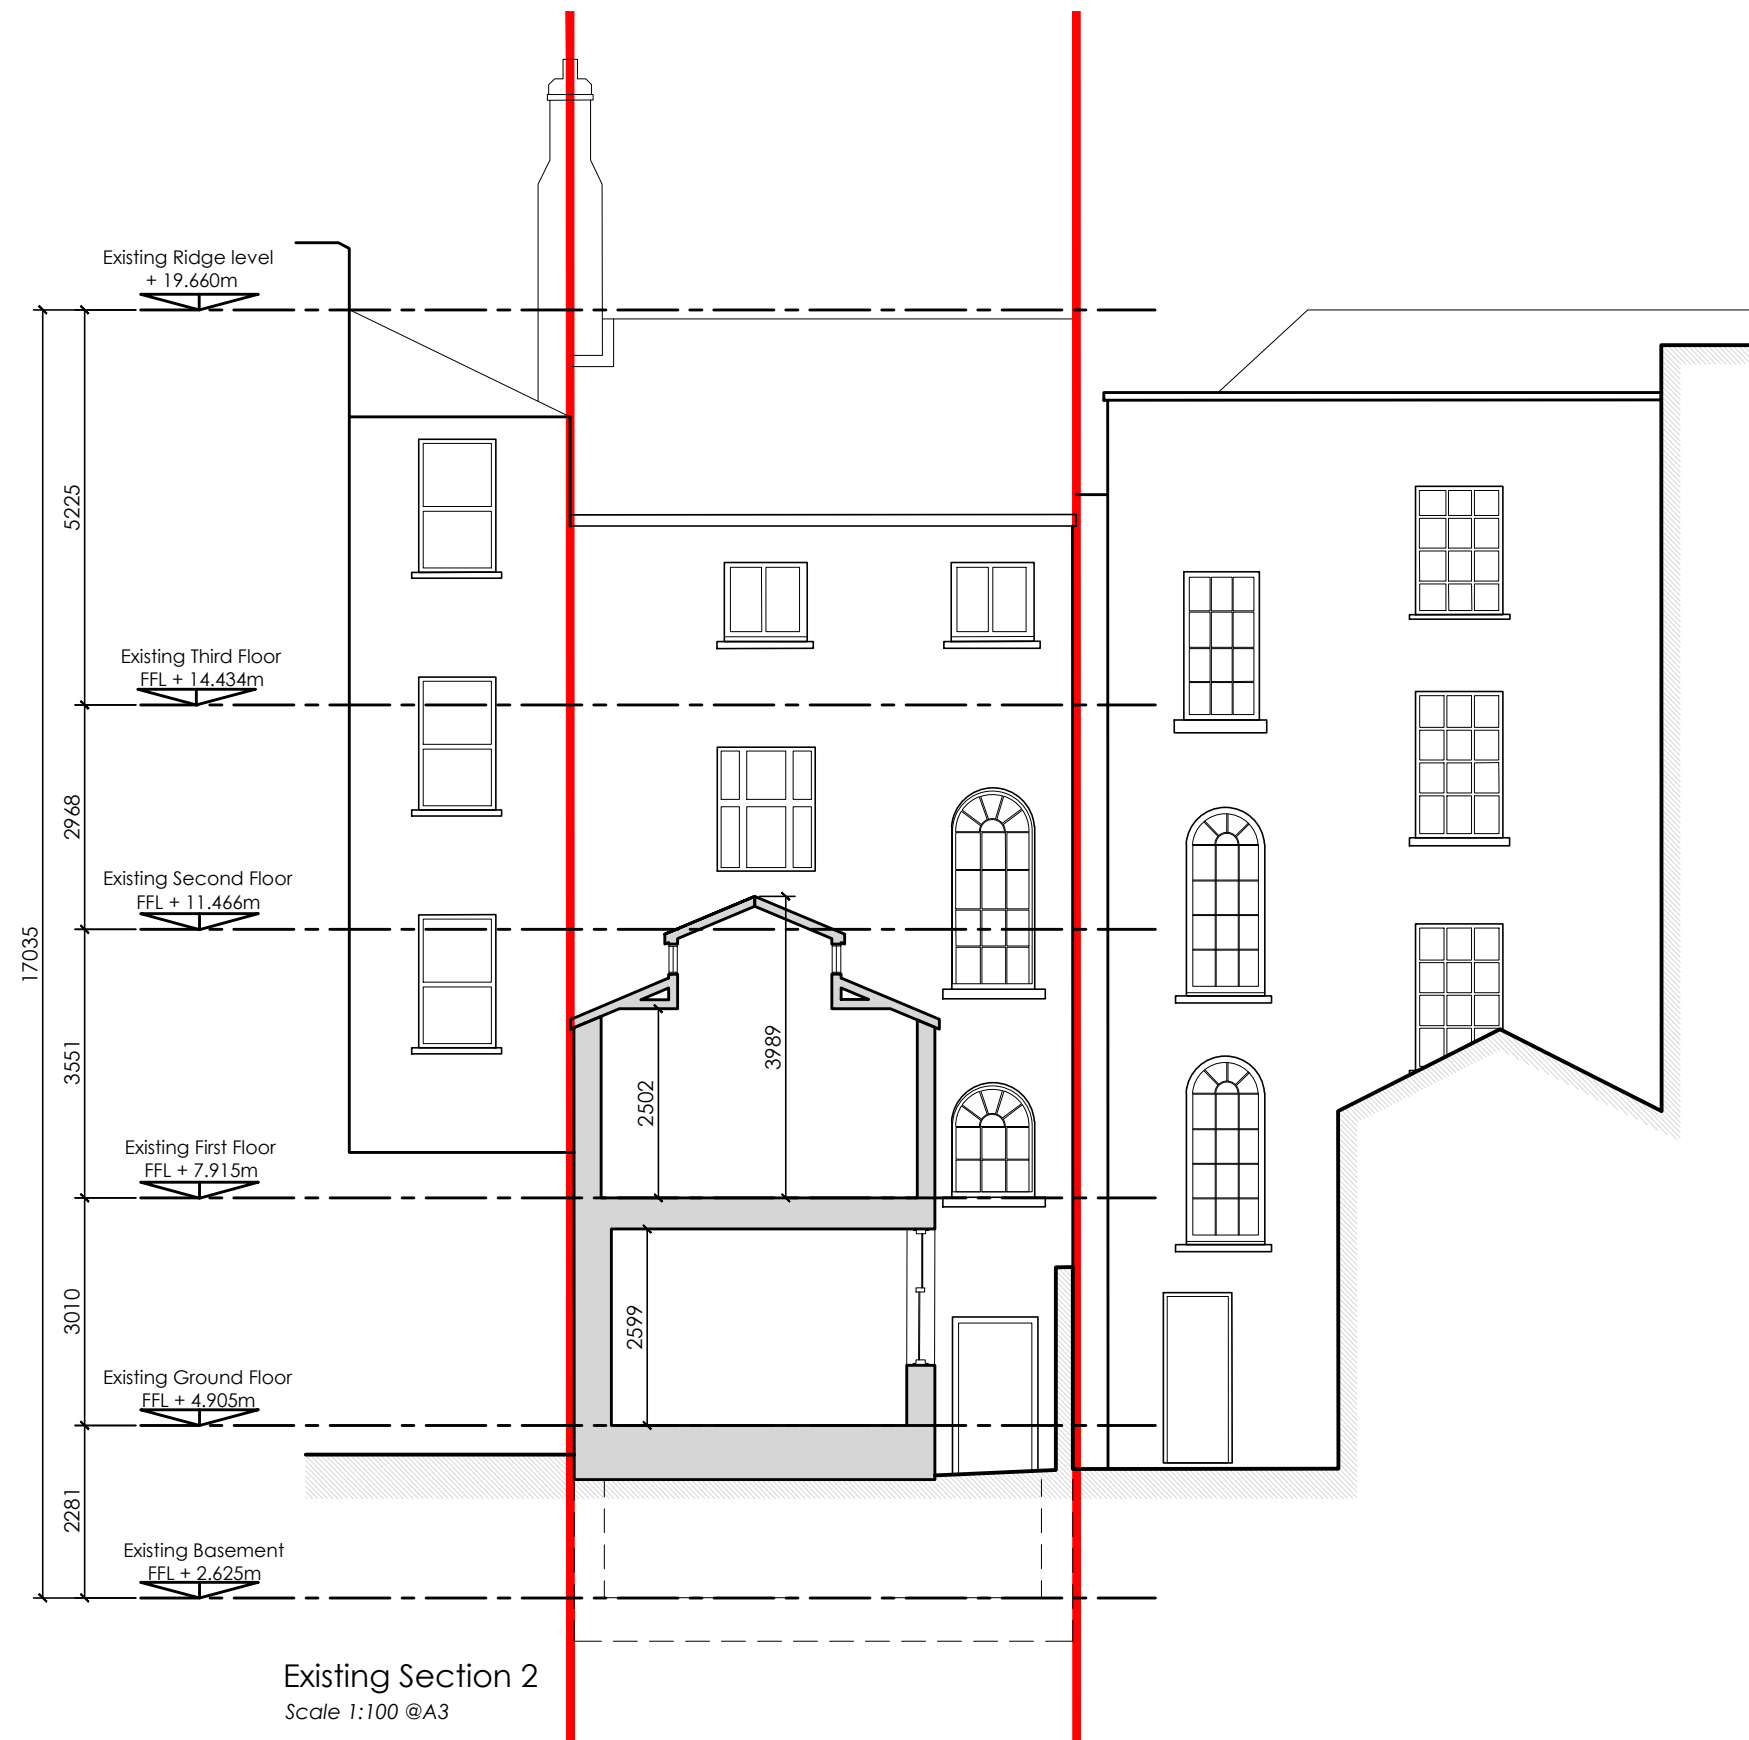 Existing Ridge level
+ 19.660m
5225
Existing Third Floor
FFL + 14.434m
2968
Existing Second Floor
FFL + 11.466m
17035
3551
3989
2502
Existing First Floor
FFL + 7.915m
3010
2599
Existing Ground Floor
FFL + 4.905m
2281
Existing Basement
FFL + 2.625m
Existing Section 2
Scale 1:100 @A3